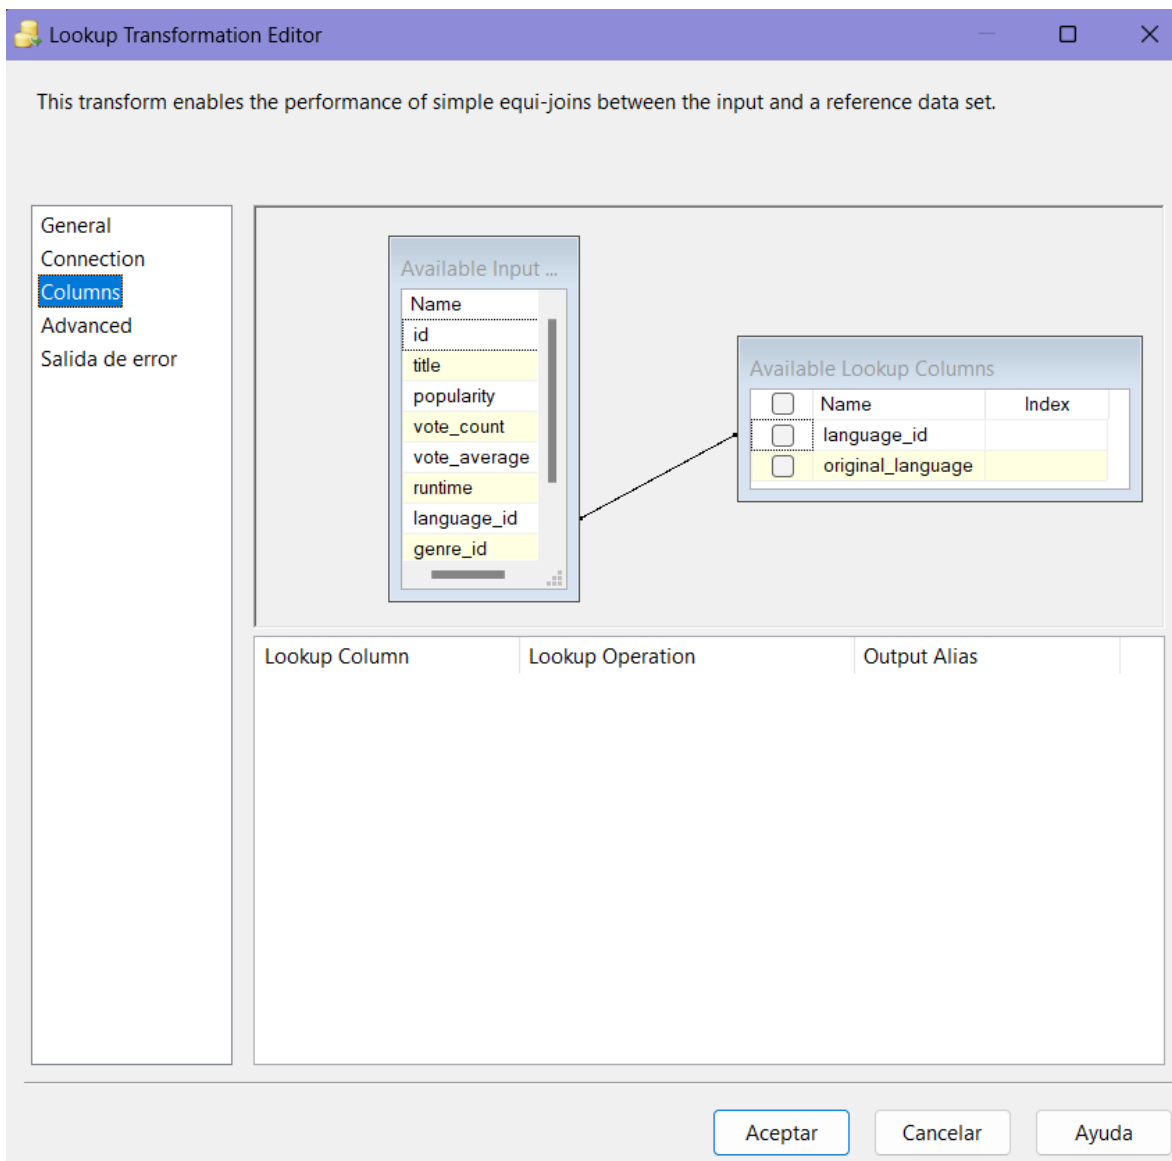 Lookup Transformation Editor
This transform enables the performance of simple equi-joins between the input and a reference data set.
General
Connection
Columns
Advanced
Salida de error
Available Input ...
Name
id
title
popularity
vote_count
vote_average
runtime
language_id
genre_id
Available Lookup Columns
Name Index
language_id
original_language
Lookup Column Lookup Operation Output Alias
Aceptar Cancelar Ayuda